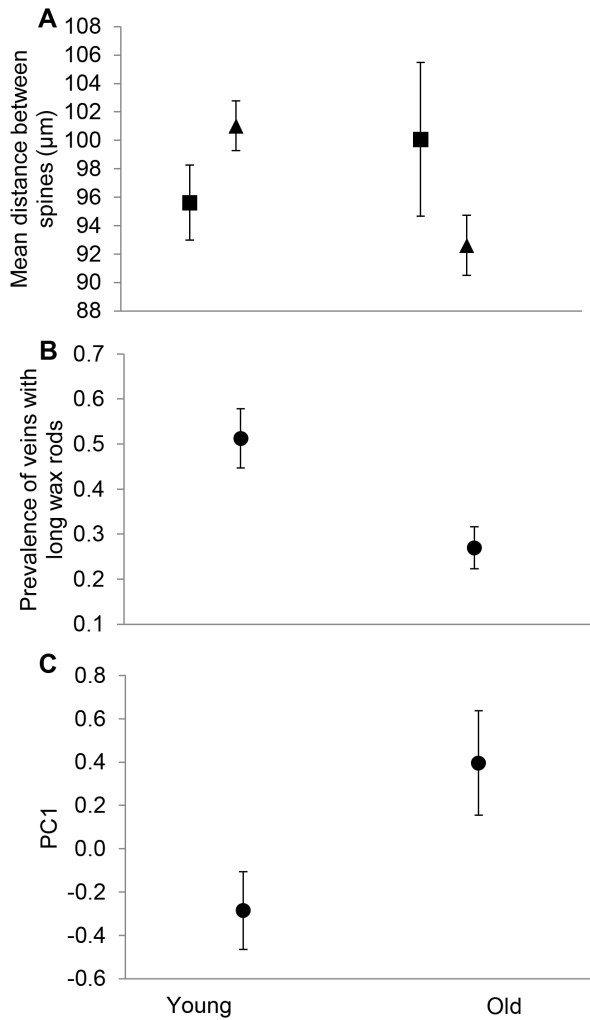 A
Mean distance between
spines (µm)
108
106
104
102
100
98
96
94
92
90
88
B
Prevalence of veins with
long wax rods
0.7
0.6
0.5
0.4
0.3
0.2
0.1
C
PC1
0.8
0.6
0.4
0.2
0.0
-0.2
-0.4
-0.6
Young Old